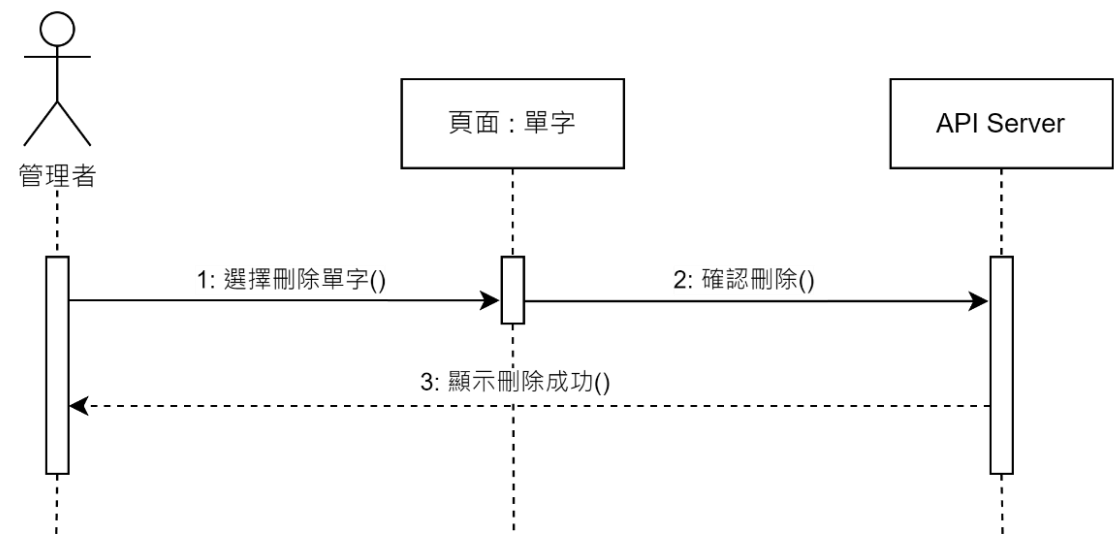 管理者
頁面 : 單字
API Server
1: 選擇刪除單字()
2: 確認刪除()
3: 顯示刪除成功()